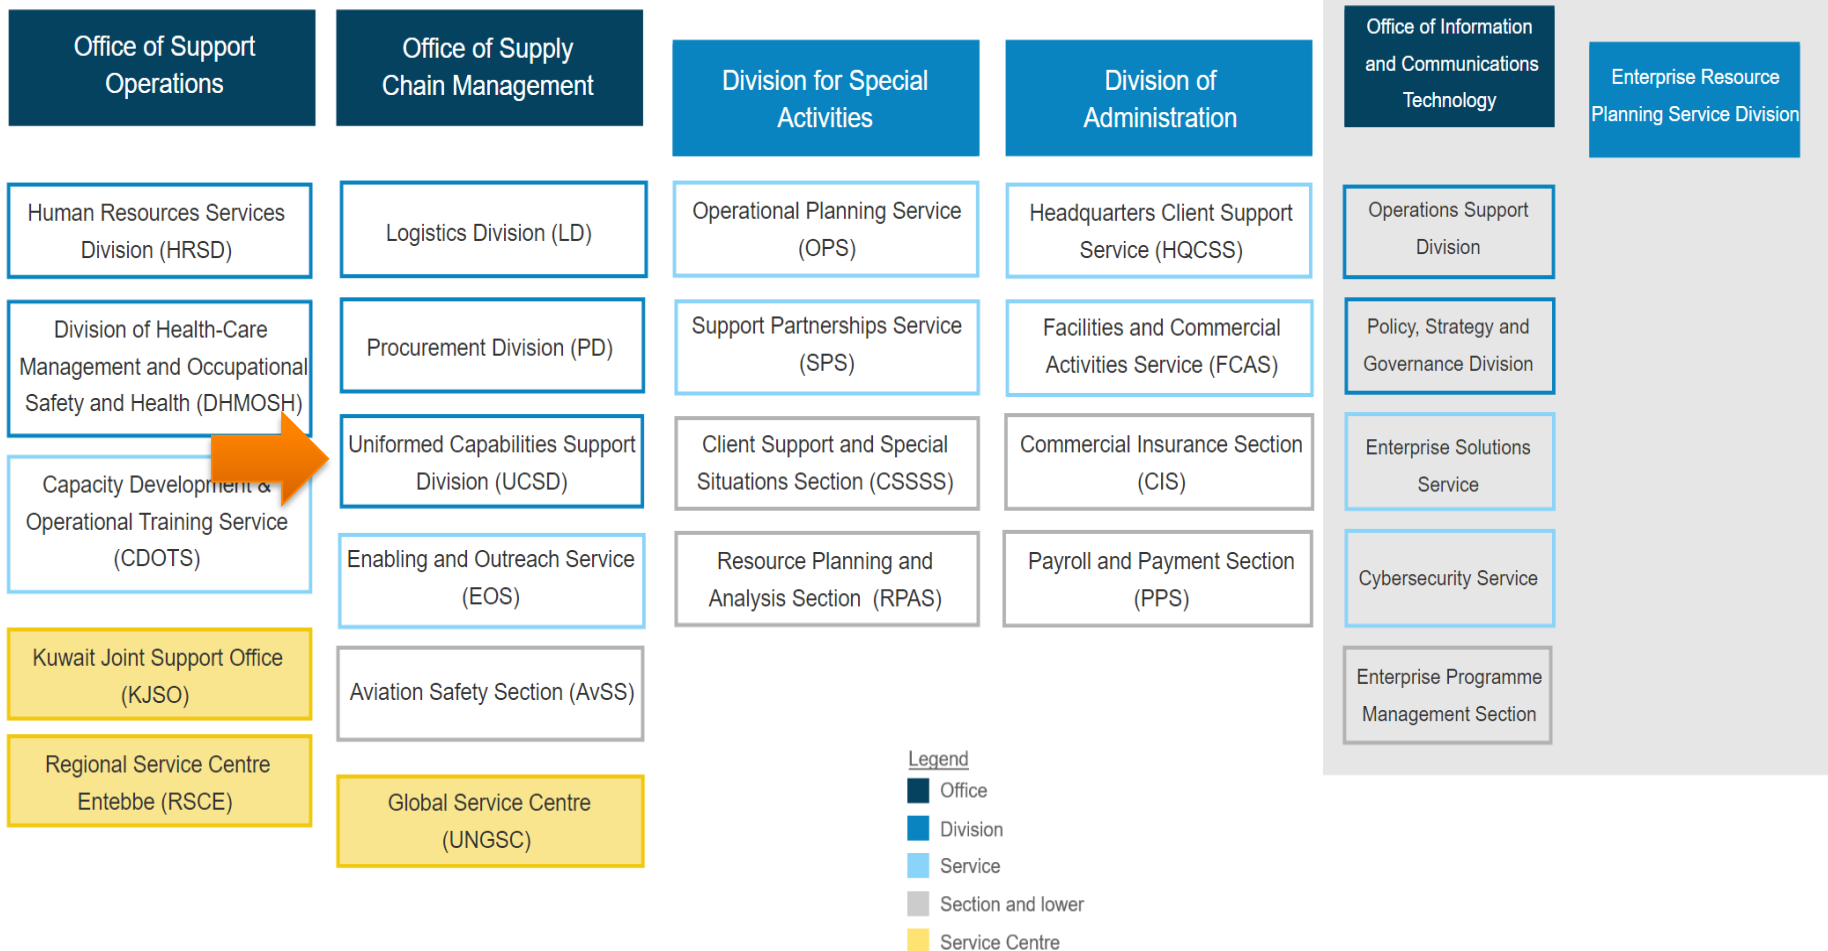 Office of Support
Operations
Human Resources Services
Division (HRSD)
Division of Health-Care
Management and Occupational
Safety and Health (DHMOSH)
Capacity Development &
Operational Training Service
(CDOTS)
Kuwait Joint Support Office
(KJSO)
Regional Service Centre
Entebbe (RSCE)
Office of Supply
Chain Management
Logistics Division (LD)
Procurement Division (PD)
Uniformed Capabilities Support
Division (UCSD)
Enabling and Outreach Service
(EOS)
Aviation Safety Section (AvSS)
Global Service Centre
(UNGSC)
Division for Special
Activities
Operational Planning Service
(OPS)
Support Partnerships Service
(SPS)
Client Support and Special
Situations Section (CSSSS)
Resource Planning and
Analysis Section (RPAS)
Division of
Administration
Headquarters Client Support
Service (HQCSS)
Facilities and Commercial
Activities Service (FCAS)
Commercial Insurance Section
(CIS)
Payroll and Payment Section
(PPS)
Office of Information
and Communications
Technology
Operations Support
Division
Policy, Strategy and
Governance Division
Enterprise Solutions
Service
Cybersecurity Service
Enterprise Programme
Management Section
Enterprise Resource
Planning Service Division
Legend
Office
Division
Service
Section and lower
Service Centre